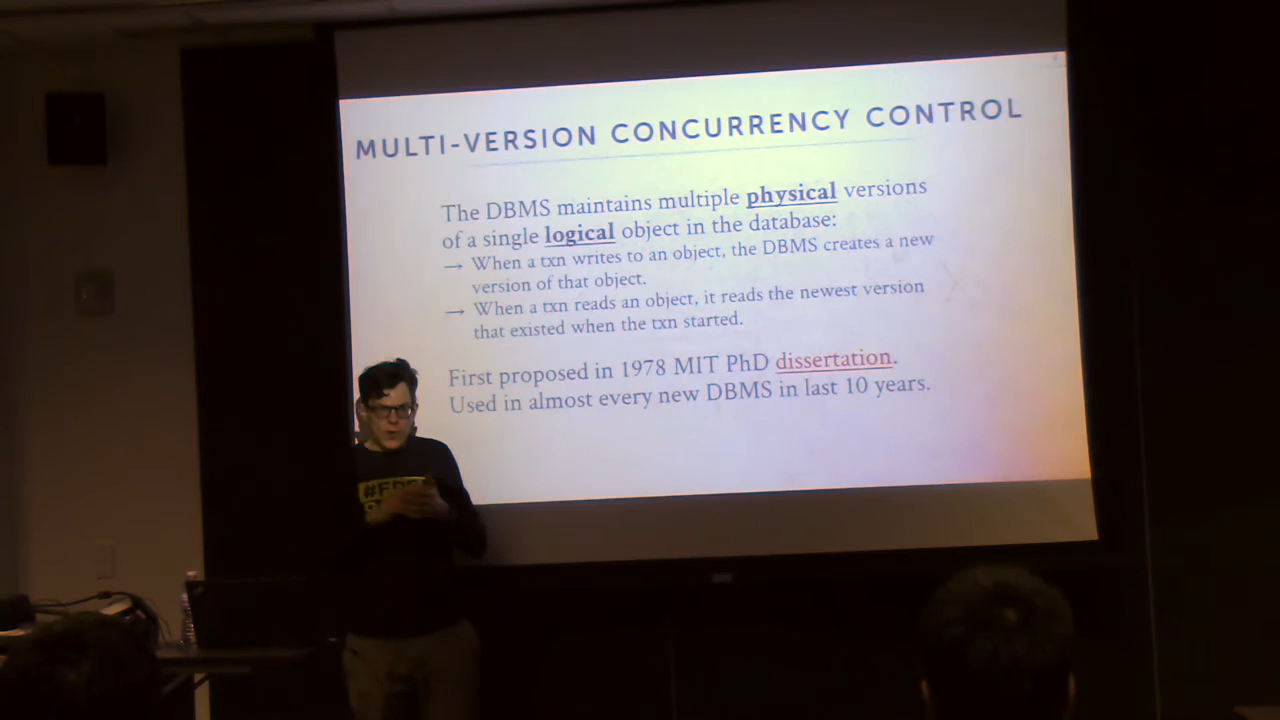 MULTI-VERSION CONCURRENCY CONTROL
The DBMS maintains multiple physical versions
of a single logical object in the database:
→ When a txn writes to an object, the DBMS creates a new
version of that object.
→ When a txn reads an object, it reads the newest version
that existed when the txn started.
First proposed in 1978 MIT PhD dissertation.
Used in almost every new DBMS in last 10 years.